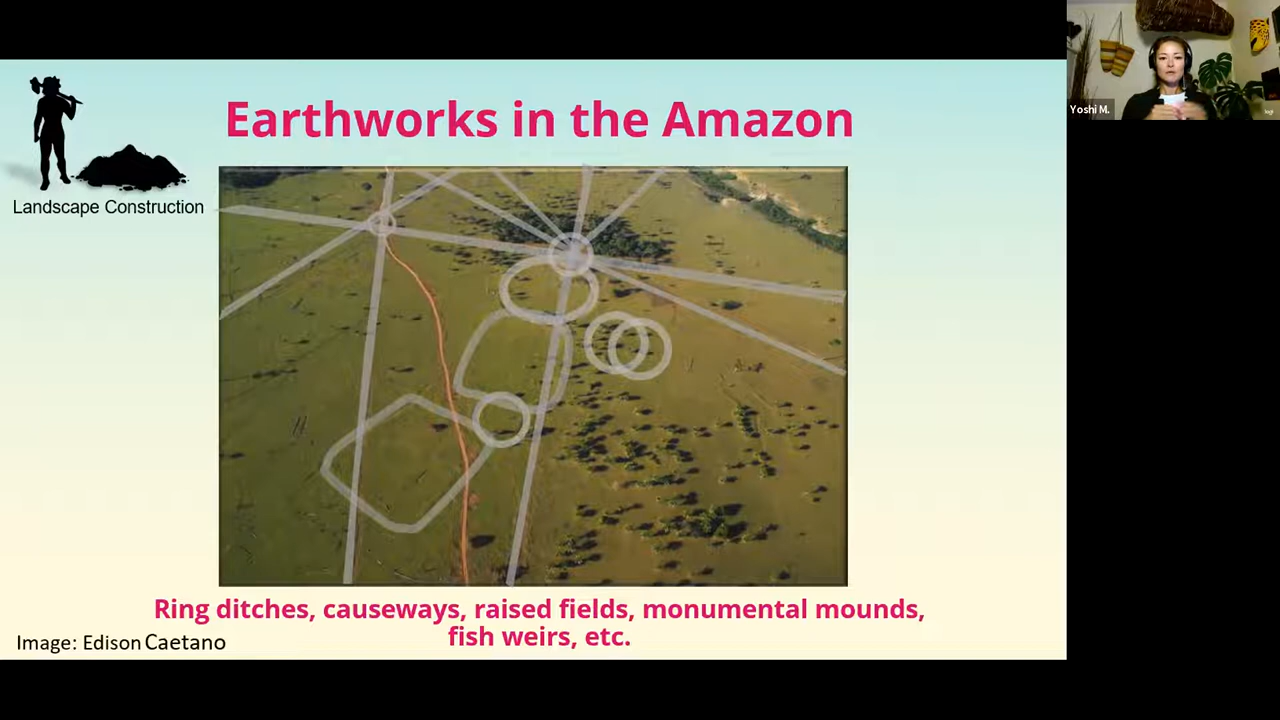 Earthworks in the Amazon
Yoshi M.
Landscape Construction
Ring ditches, causeways, raised fields, monumental mounds,
fish weirs, etc.
Image: Edison Caetano